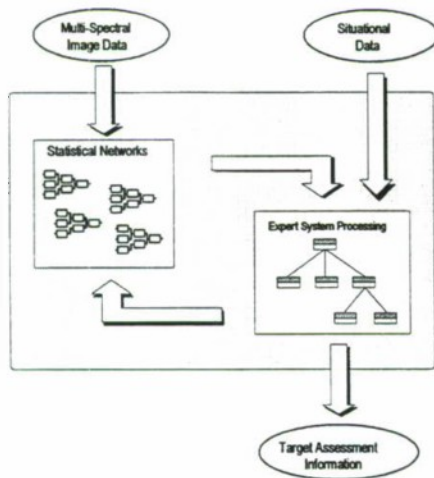 Multi-Spectral
Image Data
Situational
Data
Statistical Networks
Expert System Processing
Target Assessment
Information